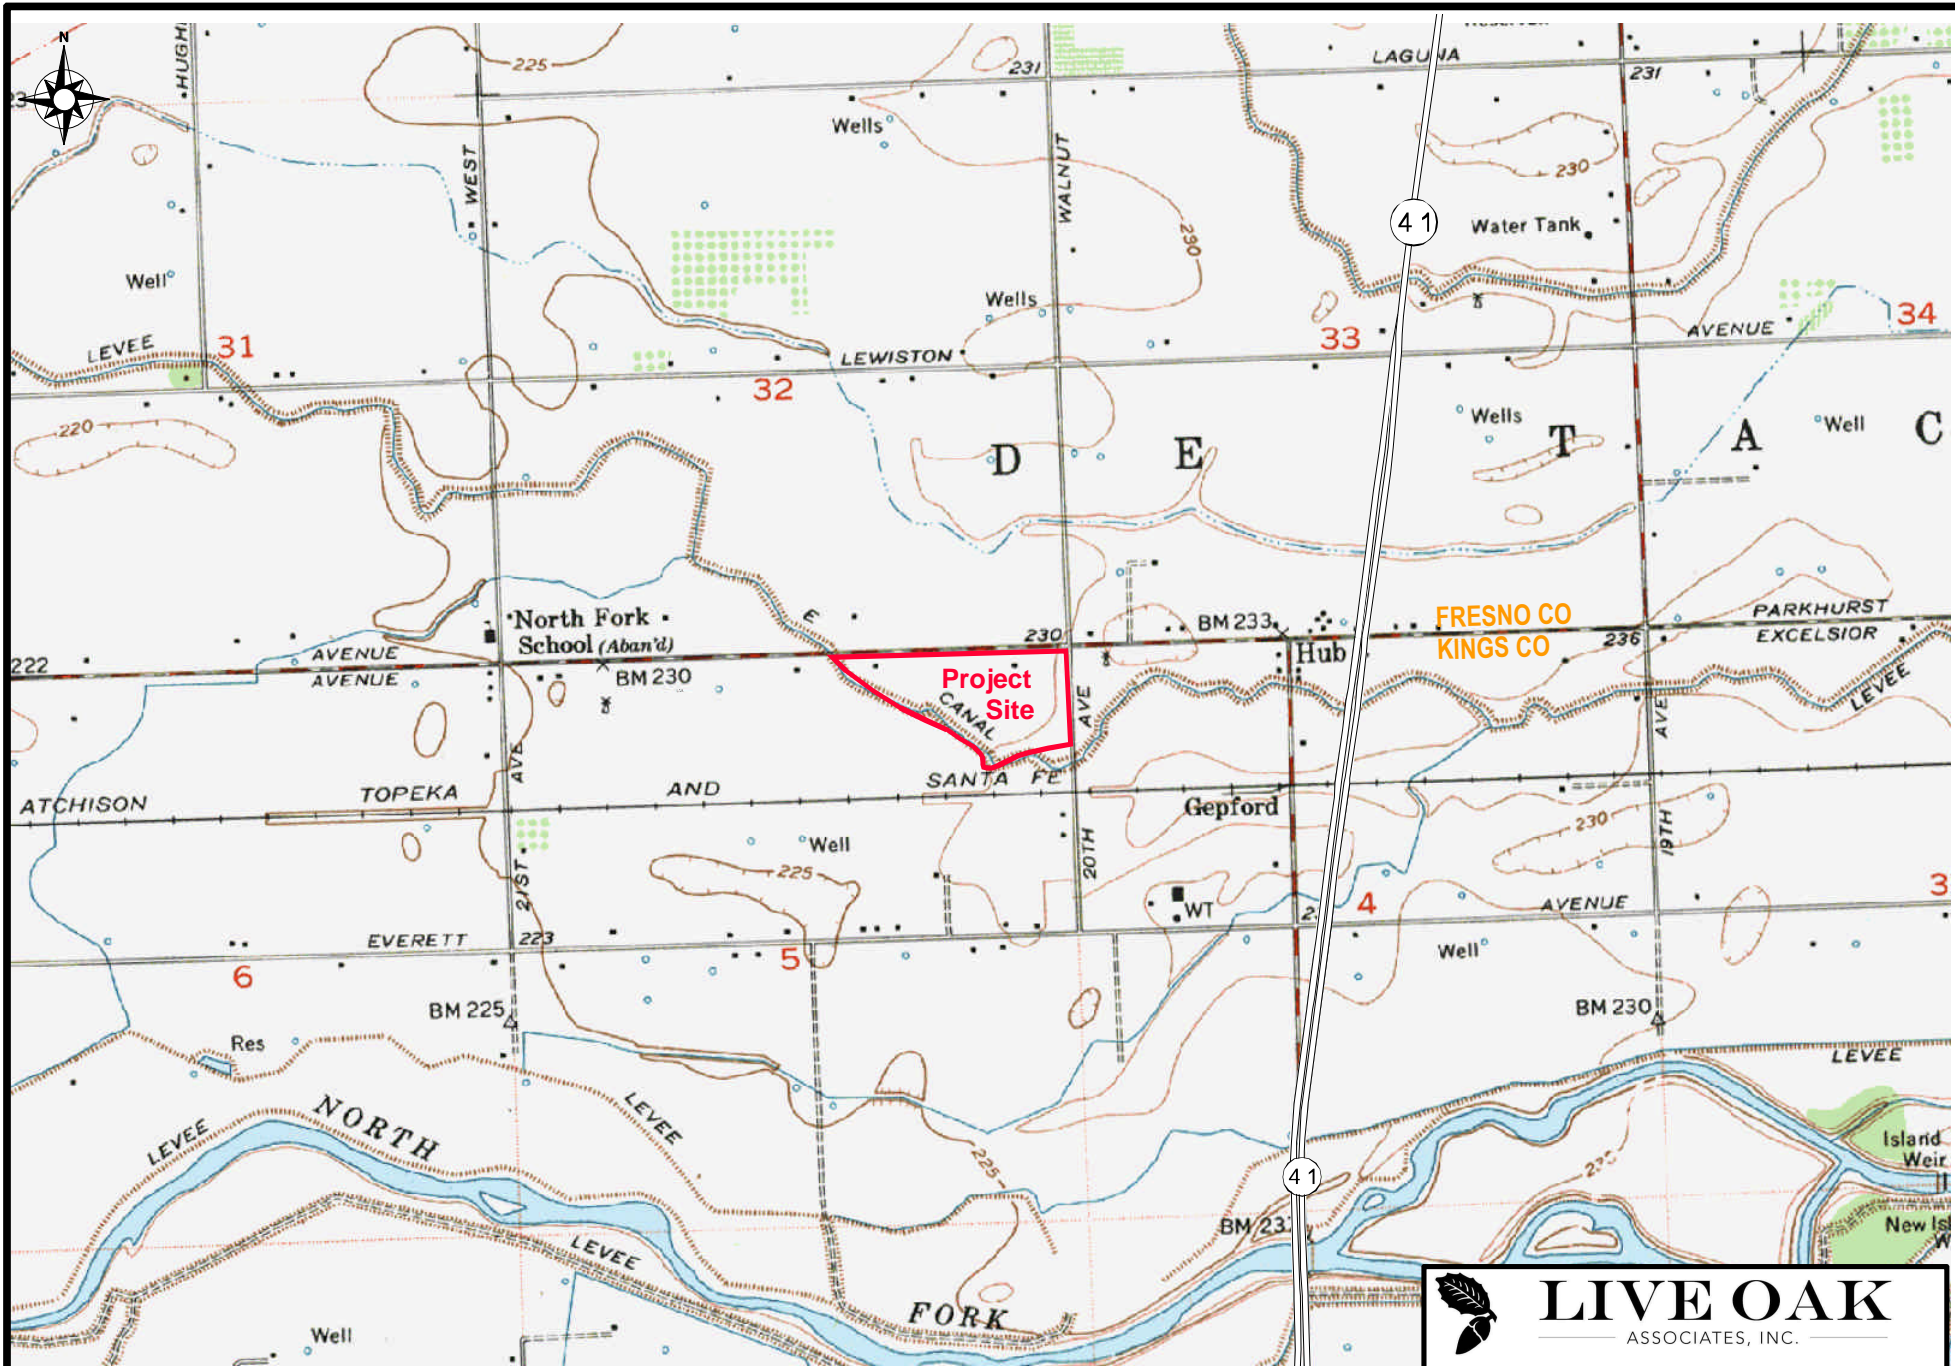 N
HUGH
225
231
LAGUNA
231
23
Wells
WEST
WALNUT
230
230
41
Water Tank
Well
Wells
LEVEE
31
LEWISTON
32
33
AVENUE
34
220
Wells
Well
D E T A C
E
North Fork
School (Aban'd)
230
BM 233
FRESNO CO
KINGS CO
236
PARKHURST
EXCELSIOR
222
AVENUE
AVENUE
BM 230
Hub
Project
Site
CANAL
AVE
AVE
AVE
LEVEE
ATCHISON
TOPEKA
AND
SANTA FE
Gepford
230
21ST
20TH
19TH
Well
225
WT
4
AVENUE
3
EVERETT
223
6
5
Well
BM 225
BM 230
Res
LEVEE
LEVEE
NORTH
LEVEE
225
41
Island
Weir
New Isl
BM 23
LEVEE
FORK
Well
LIVE OAK
ASSOCIATES, INC.